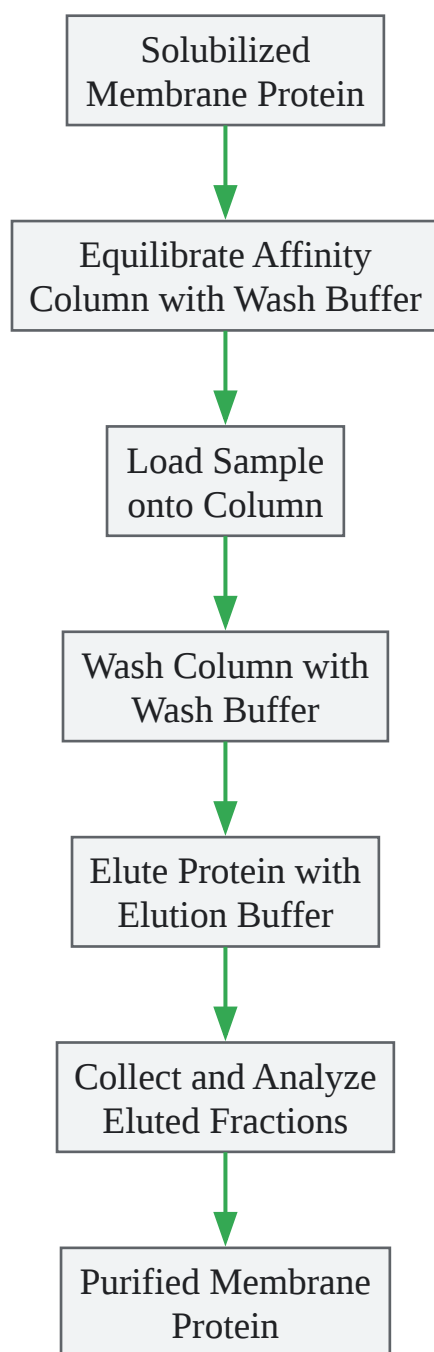 Solubilized
Membrane Protein
Equilibrate Affinity
Column with Wash Buffer
Load Sample
onto Column
Wash Column with
Wash Buffer
Elute Protein with
Elution Buffer
Collect and Analyze
Eluted Fractions
Purified Membrane
Protein